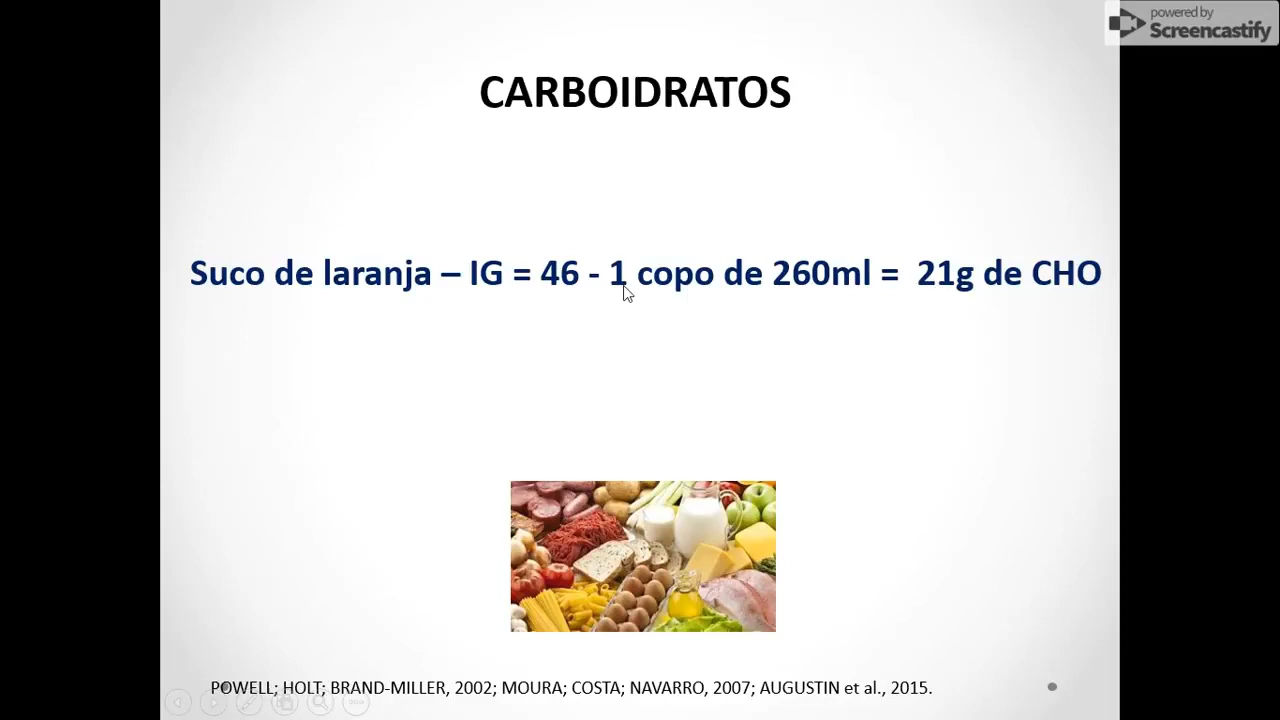 powered by
Screencastify
CARBOIDRATOS
Suco de laranja – IG = 46 - 1 copo de 260ml = 21g de CHO
POWELL; HOLT; BRAND-MILLER, 2002; MOURA; COSTA; NAVARRO, 2007; AUGUSTIN et al., 2015.